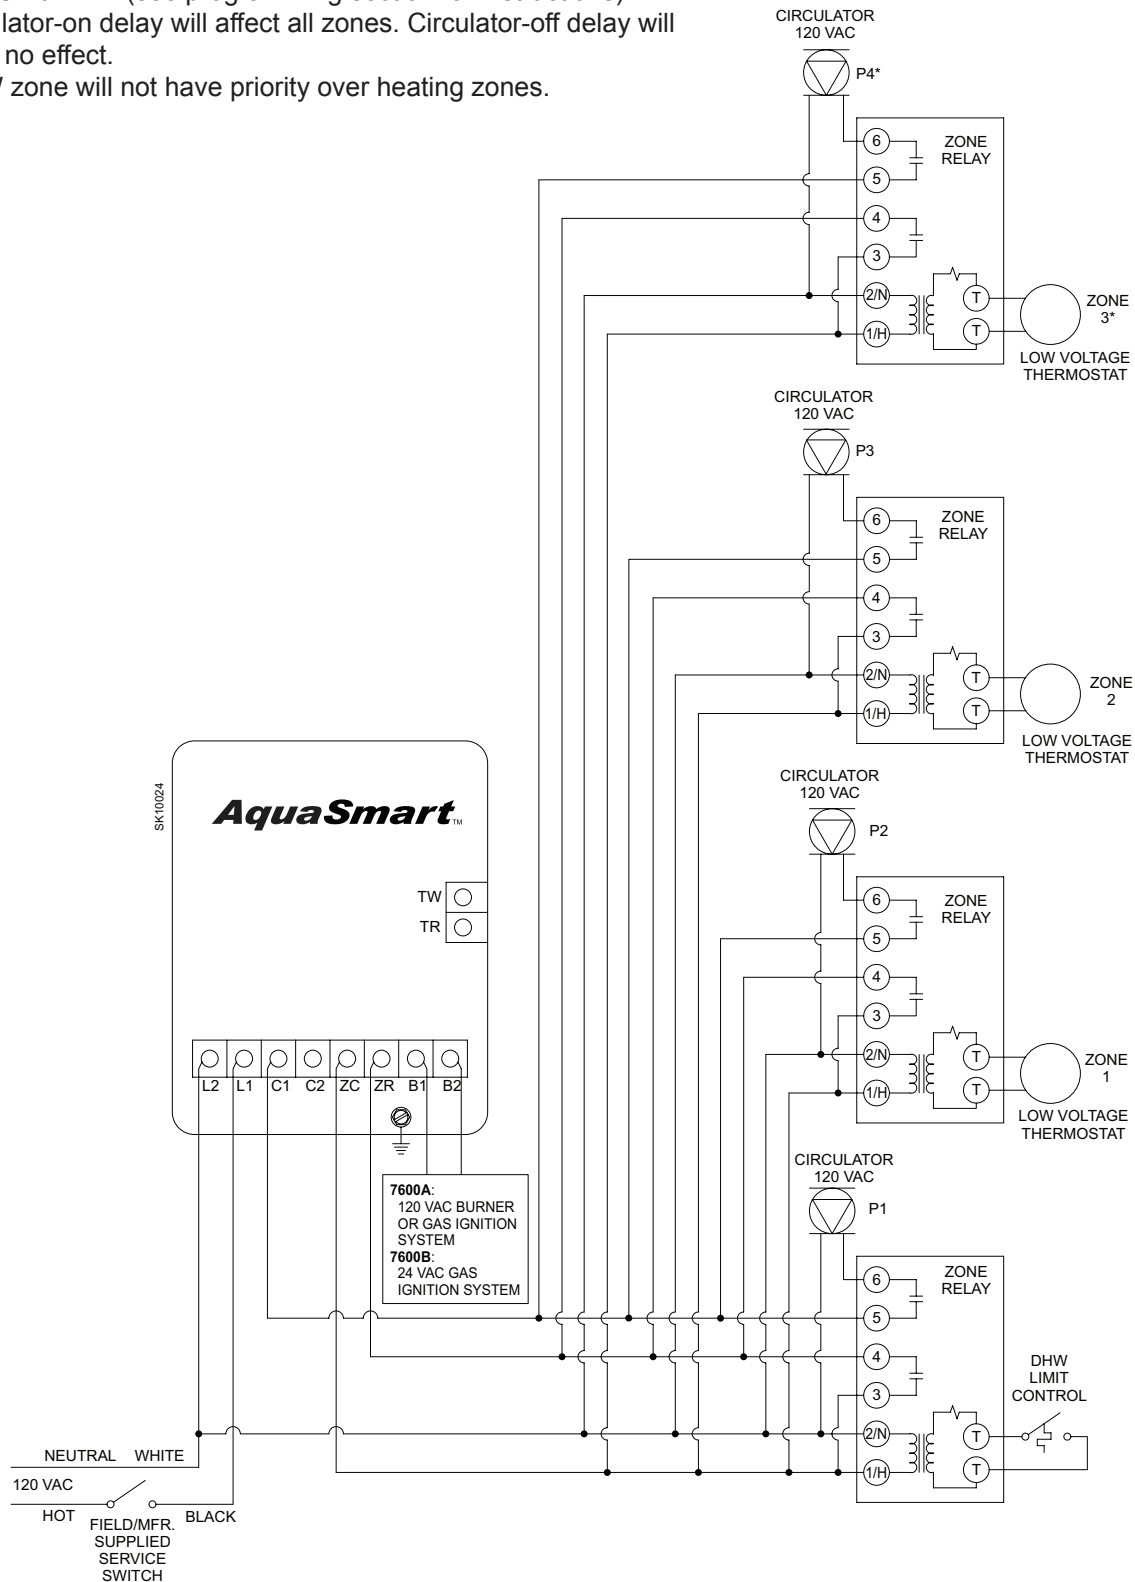 lator-on delay will affect all zones. Circulator-off delay will
no effect.
zone will not have priority over heating zones.
CIRCULATOR
120 VAC
P4*
6
ZONE
RELAY
5
4
3
2/N
1/H
T
T
ZONE
3*
LOW VOLTAGE
THERMOSTAT
CIRCULATOR
120 VAC
P3
6
ZONE
RELAY
5
4
3
2/N
1/H
T
T
ZONE
2
LOW VOLTAGE
THERMOSTAT
SK10024
AquaSmart™
TW
TR
L2 L1 C1 C2 ZC ZR B1 B2
CIRCULATOR
120 VAC
P2
6
ZONE
RELAY
5
4
3
2/N
1/H
T
T
ZONE
1
LOW VOLTAGE
THERMOSTAT
7600A:
120 VAC BURNER
OR GAS IGNITION
SYSTEM
7600B:
24 VAC GAS
IGNITION SYSTEM
CIRCULATOR
120 VAC
P1
6
ZONE
RELAY
5
4
3
2/N
1/H
T
T
DHW
LIMIT
CONTROL
NEUTRAL WHITE
120 VAC
HOT
BLACK
FIELD/MFR.
SUPPLIED
SERVICE
SWITCH